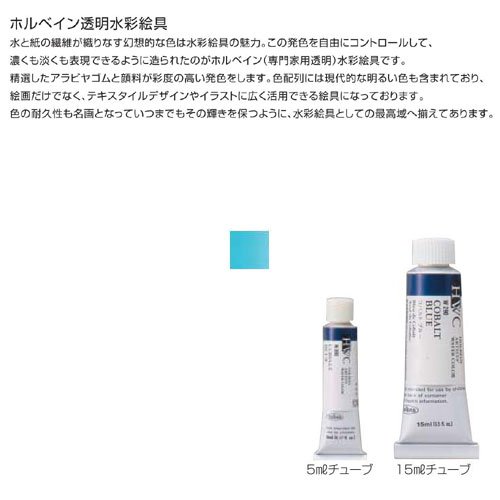 ホルベイン透明水彩絵具
水と紙の繊維が織りなす幻想的な色は水彩絵具の魅力。この発色を自由にコントロールして、
濃くも淡くも表現できるように造られたのがホルベイン(専門家用透明)水彩絵具です。
精選したアラビヤゴムと顔料が彩度の高い発色をします。色配列には現代的な明るい色も含まれており、
絵画だけでなく、テキスタイルデザインやイラストに広く活用できる絵具になっております。
色の耐久性も名画となっていつまでもその輝きを保つように、水彩絵具としての最高域へ揃えてあります。
HWC
COBALT
BLUE
WATER COLOR
15ml
HWC
5mℓチューブ
15mℓチューブ